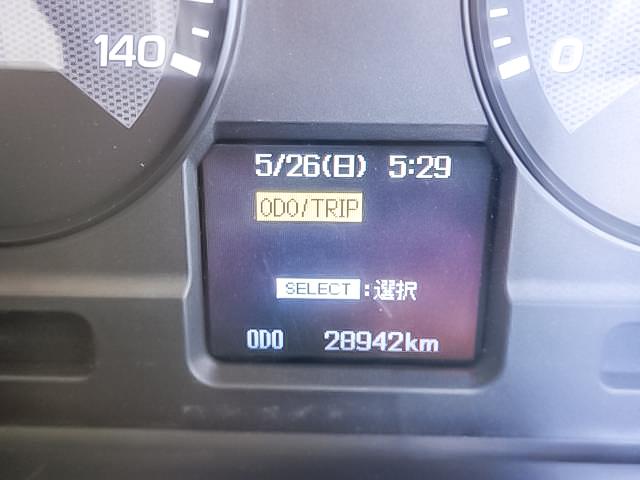 140
0
5/26(日) 5:29
ODO/TRIP
SELECT:選択
ODO 28942km